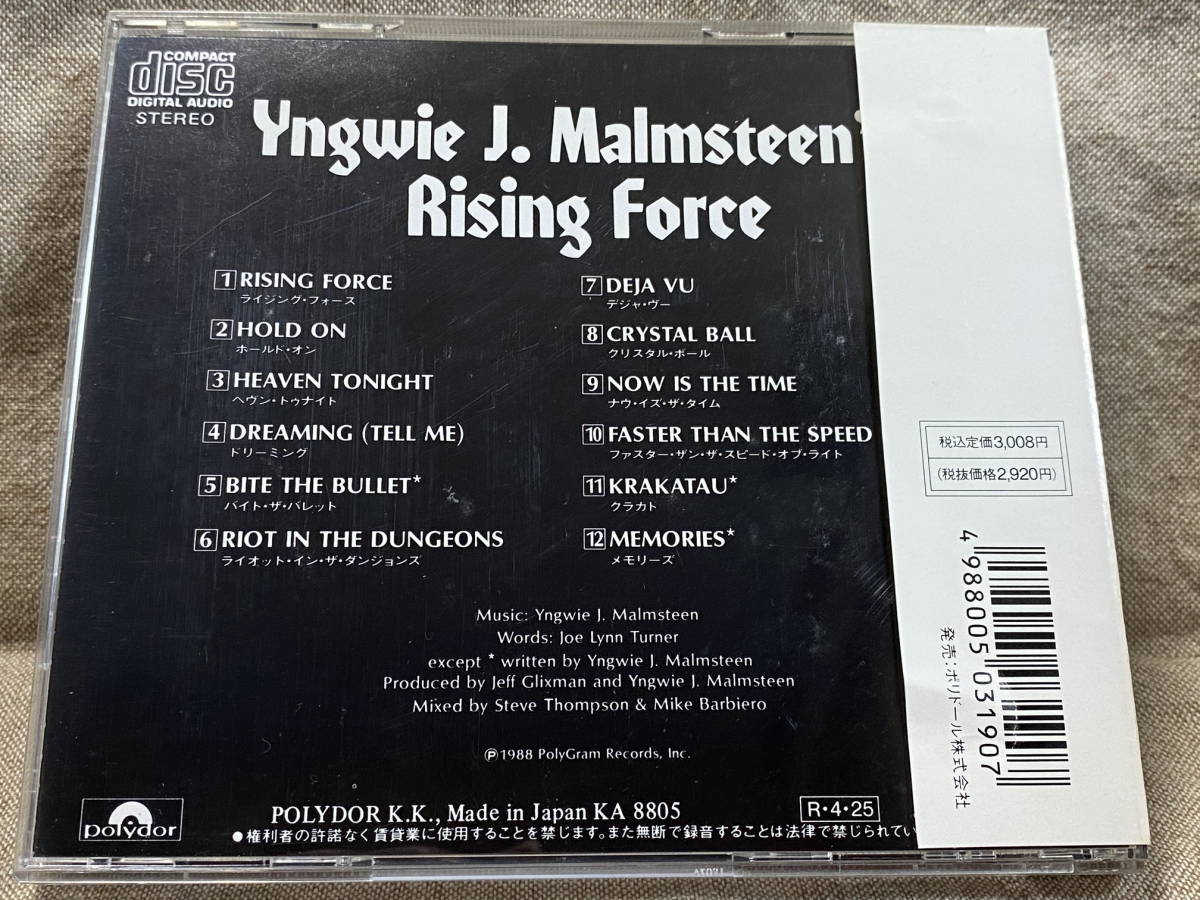 COMPACT
disc
DIGITAL AUDIO
STEREO
Yngwie J. Malmsteen
Rising Force
1 RISING FORCE
ライジング・フォース
2 HOLD ON
ホールド・オン
3 HEAVEN TONIGHT
ヘヴン・トゥナイト
4 DREAMING (TELL ME)
ドリーミング
5 BITE THE BULLET*
バイト・ザ・バレット
6 RIOT IN THE DUNGEONS
ライオット・イン・ザ・ダンジョンズ
7 DEJA VU
デジャ・ヴー
8 CRYSTAL BALL
クリスタル・ボール
9 NOW IS THE TIME
ナウ・イズ・ザ・タイム
10 FASTER THAN THE SPEED
ファスター・ザン・ザ・スピード・オブ・ライト
11 KRAKATAU*
クラカト
12 MEMORIES*
メモリーズ
Music: Yngwie J. Malmsteen
Words: Joe Lynn Turner
except * written by Yngwie J. Malmsteen
Produced by Jeff Glixman and Yngwie J. Malmsteen
Mixed by Steve Thompson & Mike Barbiero
Ⓟ1988 PolyGram Records, Inc.
polydor
POLYDOR K.K., Made in Japan KA 8805
R・4・25
●権利者の許諾なく賃貸業に使用することを禁じます。また無断で録音することは法律で禁じられてい
税込定価3,008円
(税抜価格2,920円)
4 988005 031907
発売:ポリドール株式会社